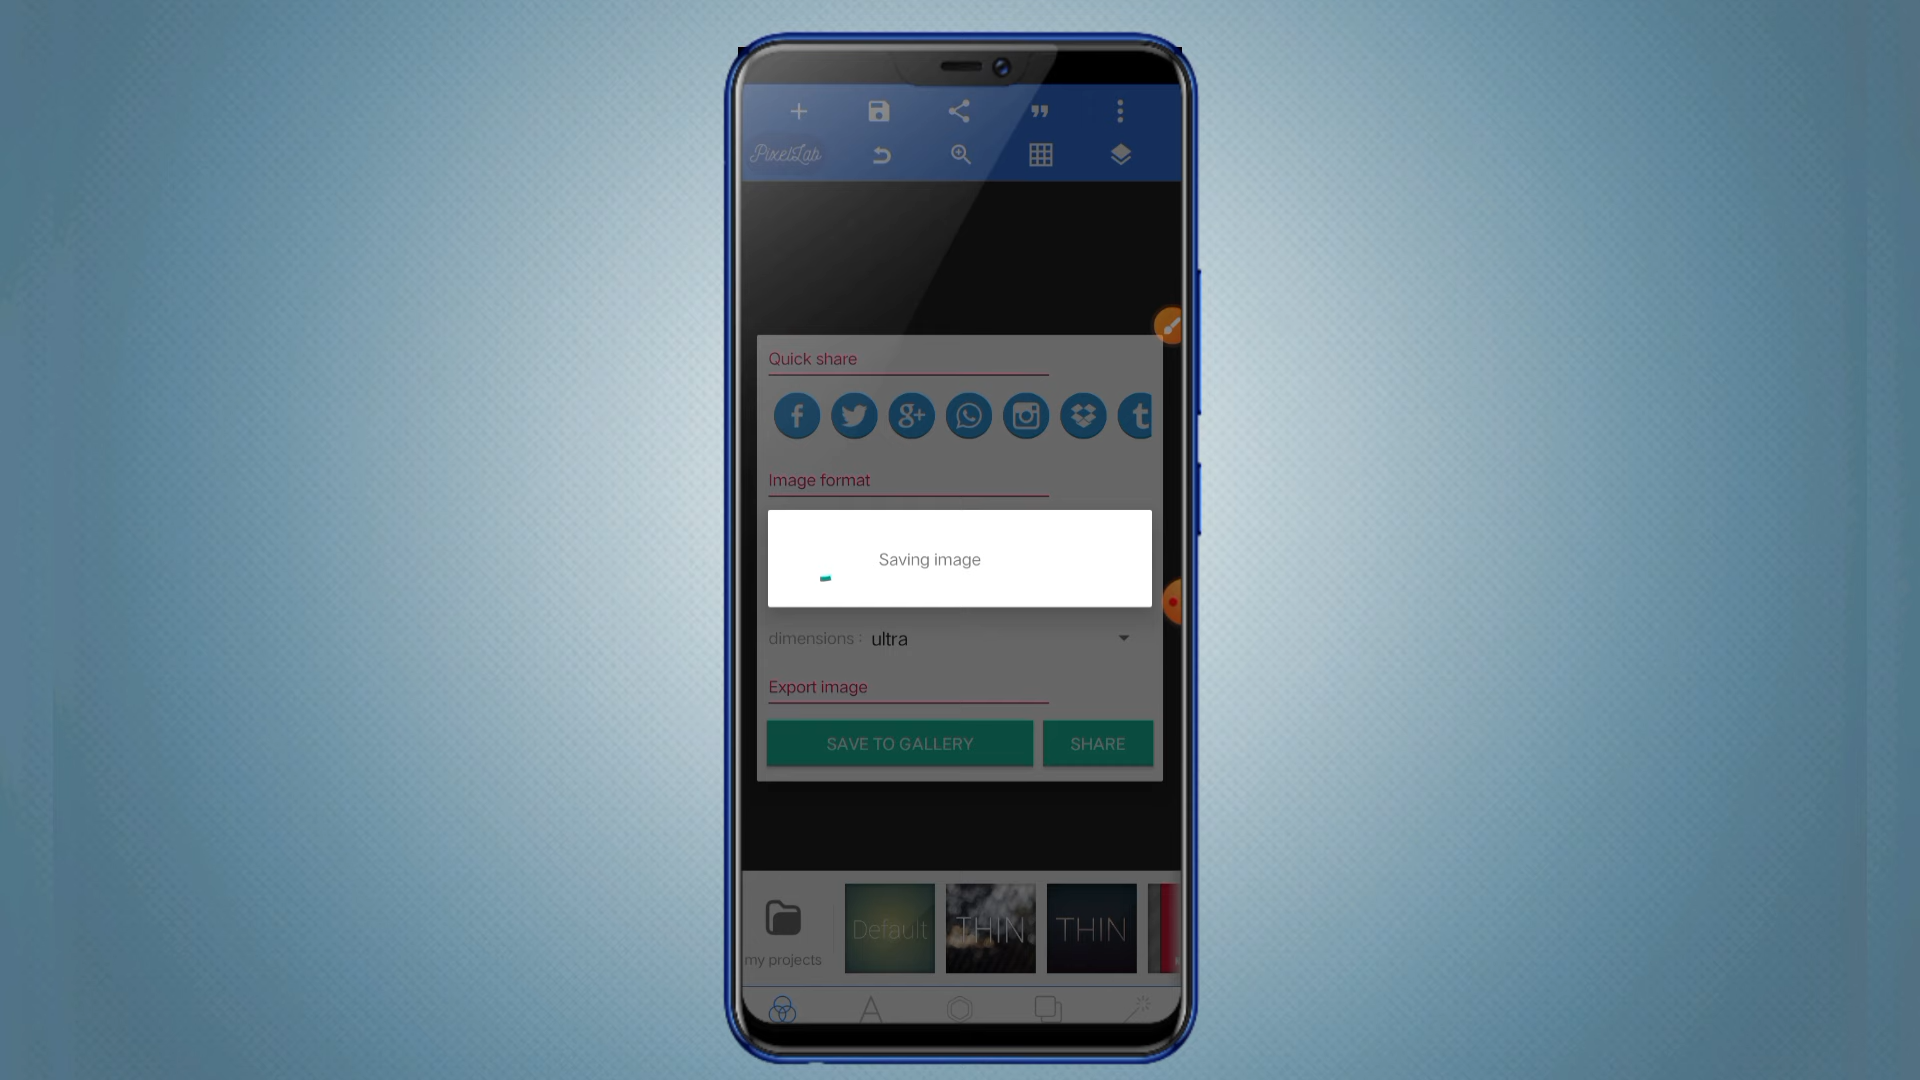 PixelLab
Quick share
Image format
Saving image
dimensions : ultra
Export image
SAVE TO GALLERY SHARE
Default THIN THIN
my projects